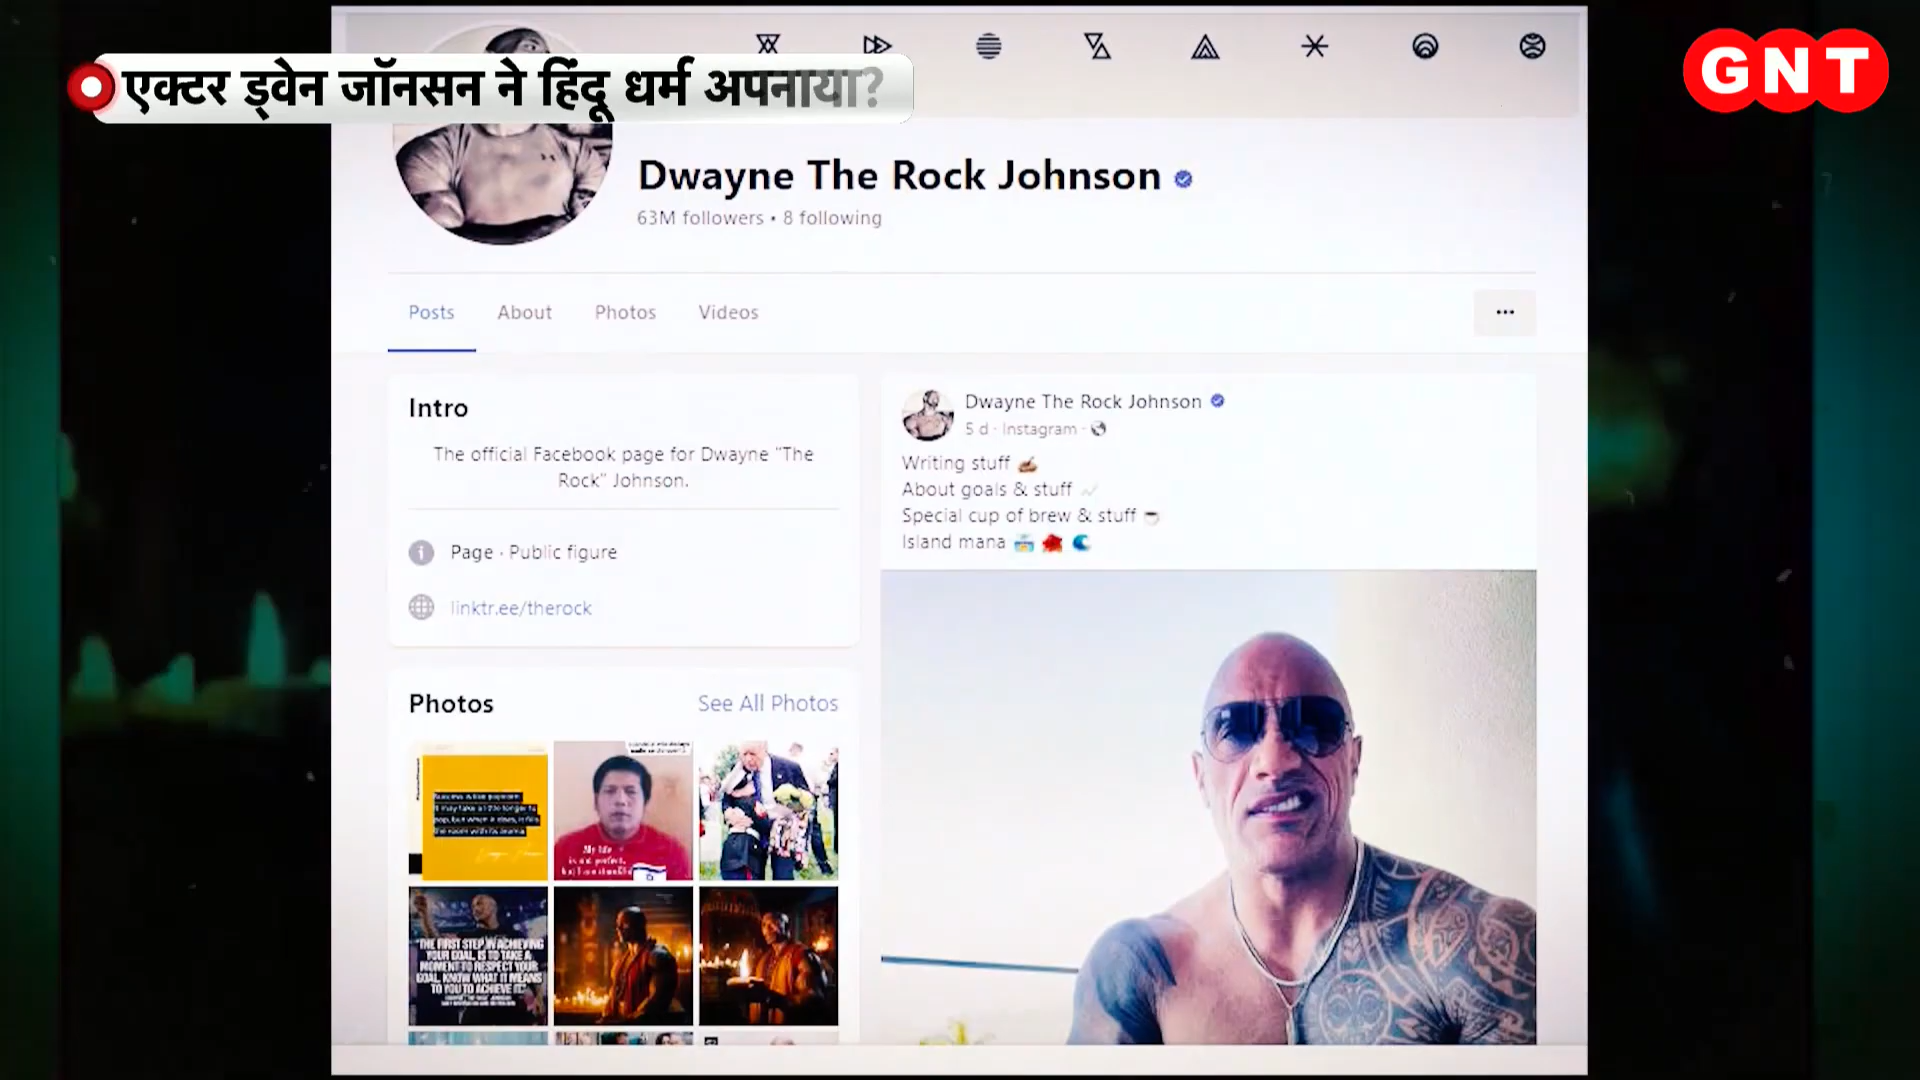 एक्टर ड्वेन जॉनसन ने हिंदू धर्म अपनाया?
GNT
Dwayne The Rock Johnson
63M followers • 8 following
Posts About Photos Videos
Intro
The official Facebook page for Dwayne "The
Rock" Johnson.
Page · Public figure
linktr.ee/therock
Photos
See All Photos
THE FIRST STEP IN ACHIEVING
YOUR GOAL, IS TO TAKE A
MOMENT TO RESPECT YOUR
GOAL. KNOW WHAT IT MEANS
TO YOU TO ACHIEVE IT."
Dwayne The Rock Johnson
5 d · Instagram ·
Writing stuff
About goals & stuff
Special cup of brew & stuff
Island mana